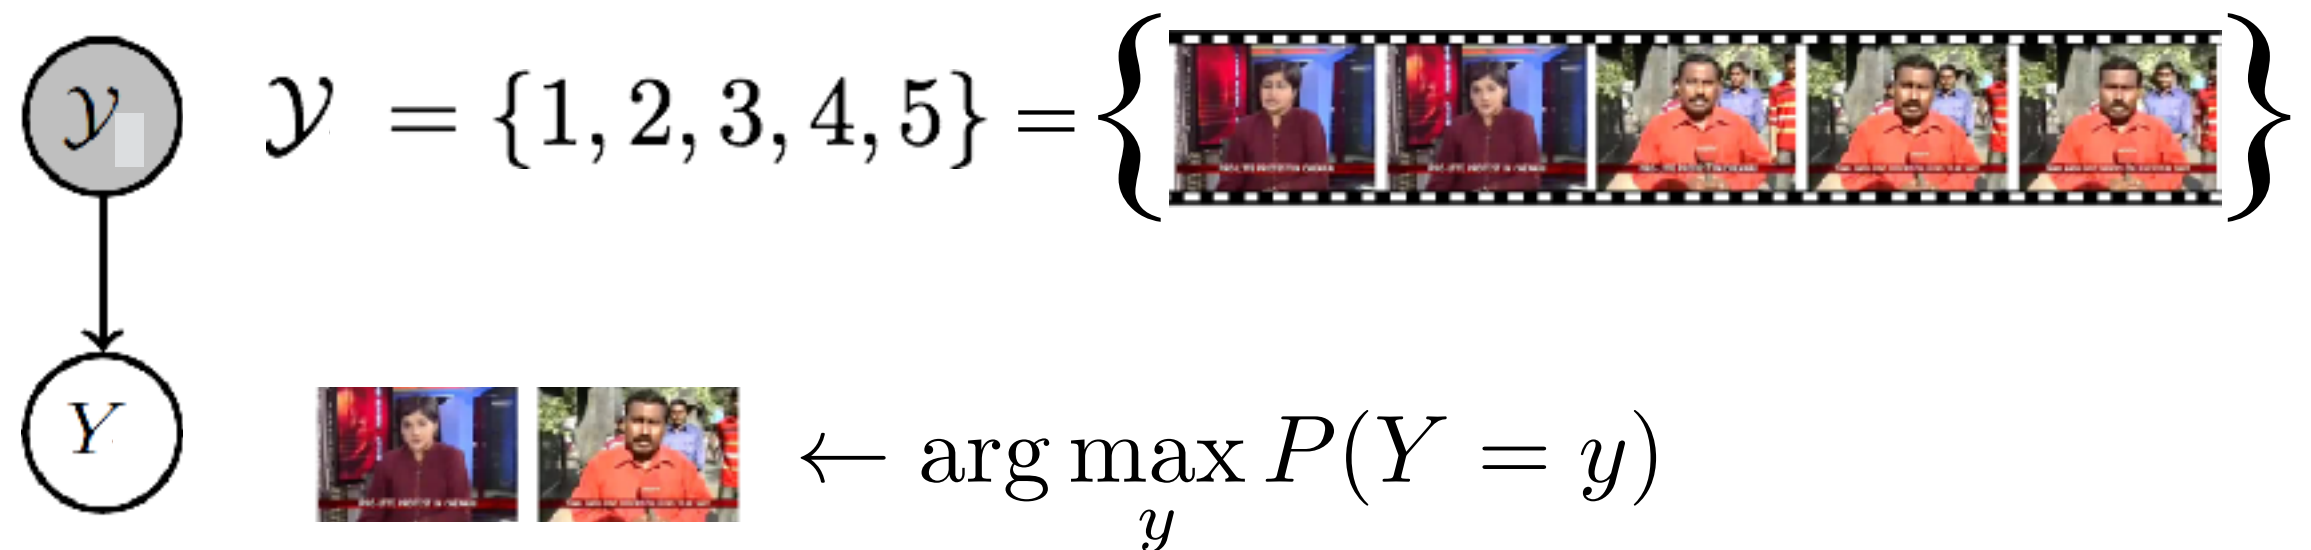 𝒴 𝒴 = {1, 2, 3, 4, 5} = { }
Y ← arg max P(Y = y)
y